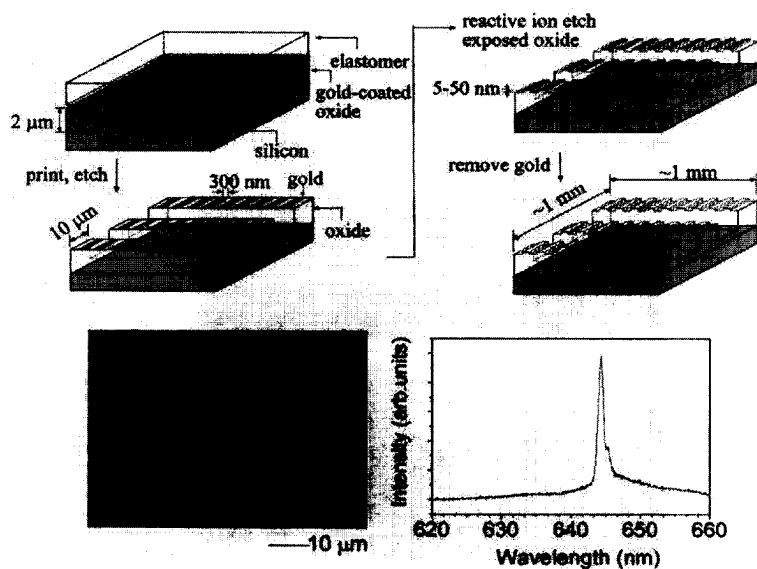 elastomer
gold-coated
oxide
2 μm
silicon
print, etch
300 nm
gold
10 μm
oxide
reactive ion etch
exposed oxide
5-50 nm
remove gold
~1 mm
~1 mm
10 μm
Intensity (arb.units)
620 630 640 650 660
Wavelength (nm)